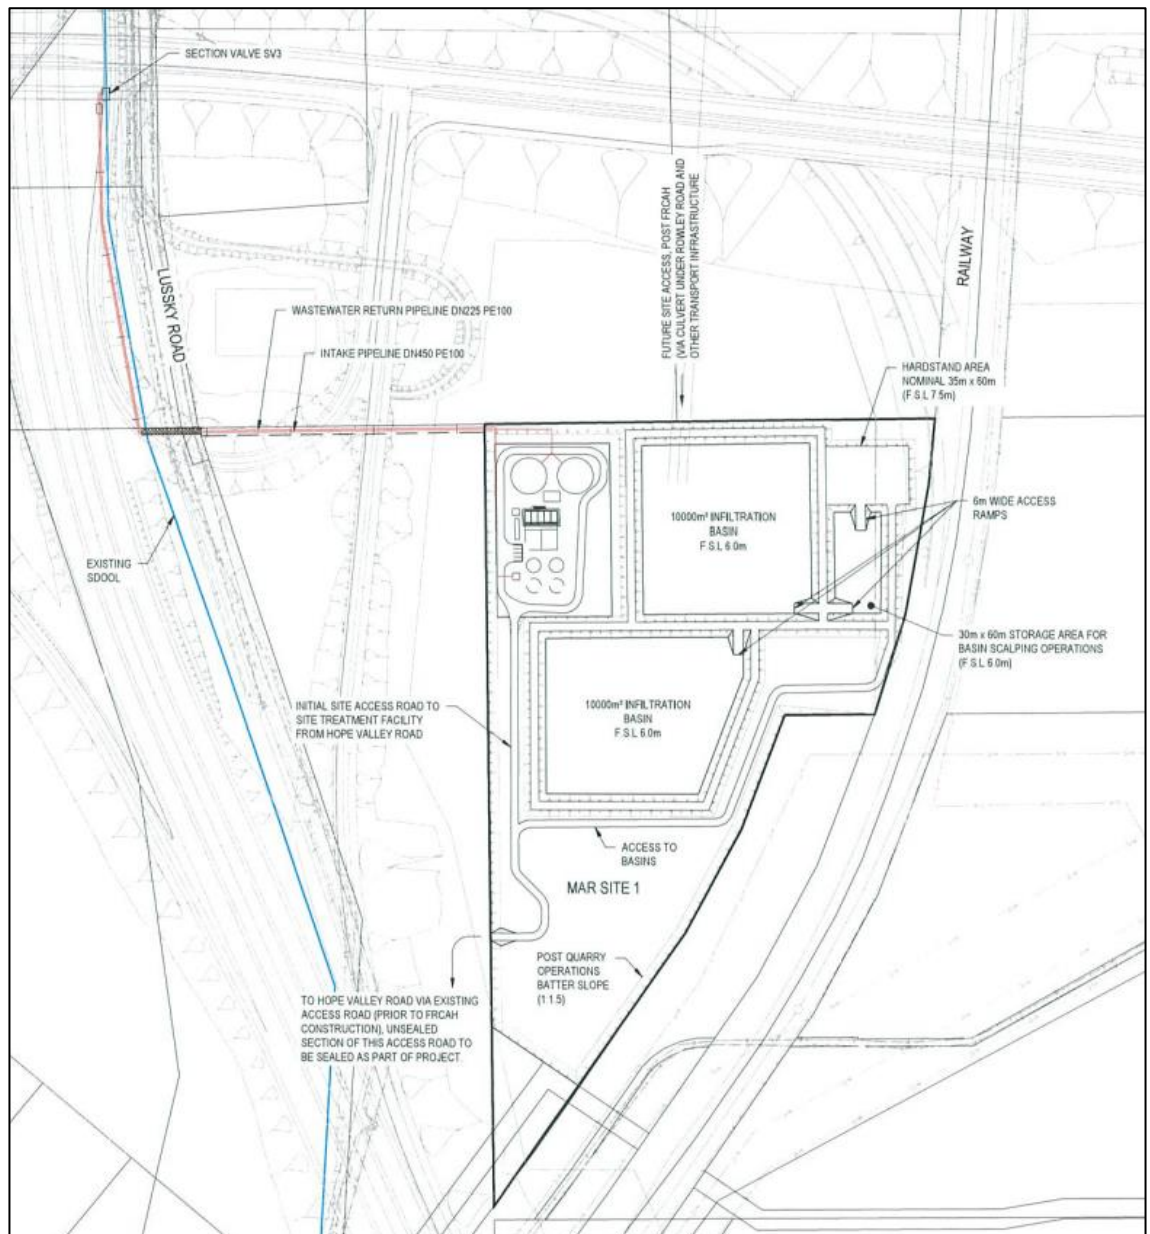 SECTION VALVE SV3
LUSSKY ROAD
WASTEWATER RETURN PIPELINE DN225 PE100
INTAKE PIPELINE DN450 PE100
FUTURE SITE ACCESS, POST FRCAH
(VIA CULVERT UNDER ROWLEY ROAD AND
OTHER TRANSPORT INFRASTRUCTURE
RAILWAY
HARDSTAND AREA
NOMINAL 35m x 60m
(F.S.L 7.5m)
10000m² INFILTRATION
BASIN
F.S.L 6.0m
6m WIDE ACCESS
RAMPS
EXISTING
SDOOL
30m x 60m STORAGE AREA FOR
BASIN SCALPING OPERATIONS
(F.S.L 6.0m)
INITIAL SITE ACCESS ROAD TO
SITE TREATMENT FACILITY
FROM HOPE VALLEY ROAD
10000m² INFILTRATION
BASIN
F.S.L 6.0m
ACCESS TO
BASINS
MAR SITE 1
POST QUARRY
OPERATIONS
BATTER SLOPE
(1:1.5)
TO HOPE VALLEY ROAD VIA EXISTING
ACCESS ROAD (PRIOR TO FRCAH
CONSTRUCTION), UNSEALED
SECTION OF THIS ACCESS ROAD TO
BE SEALED AS PART OF PROJECT.